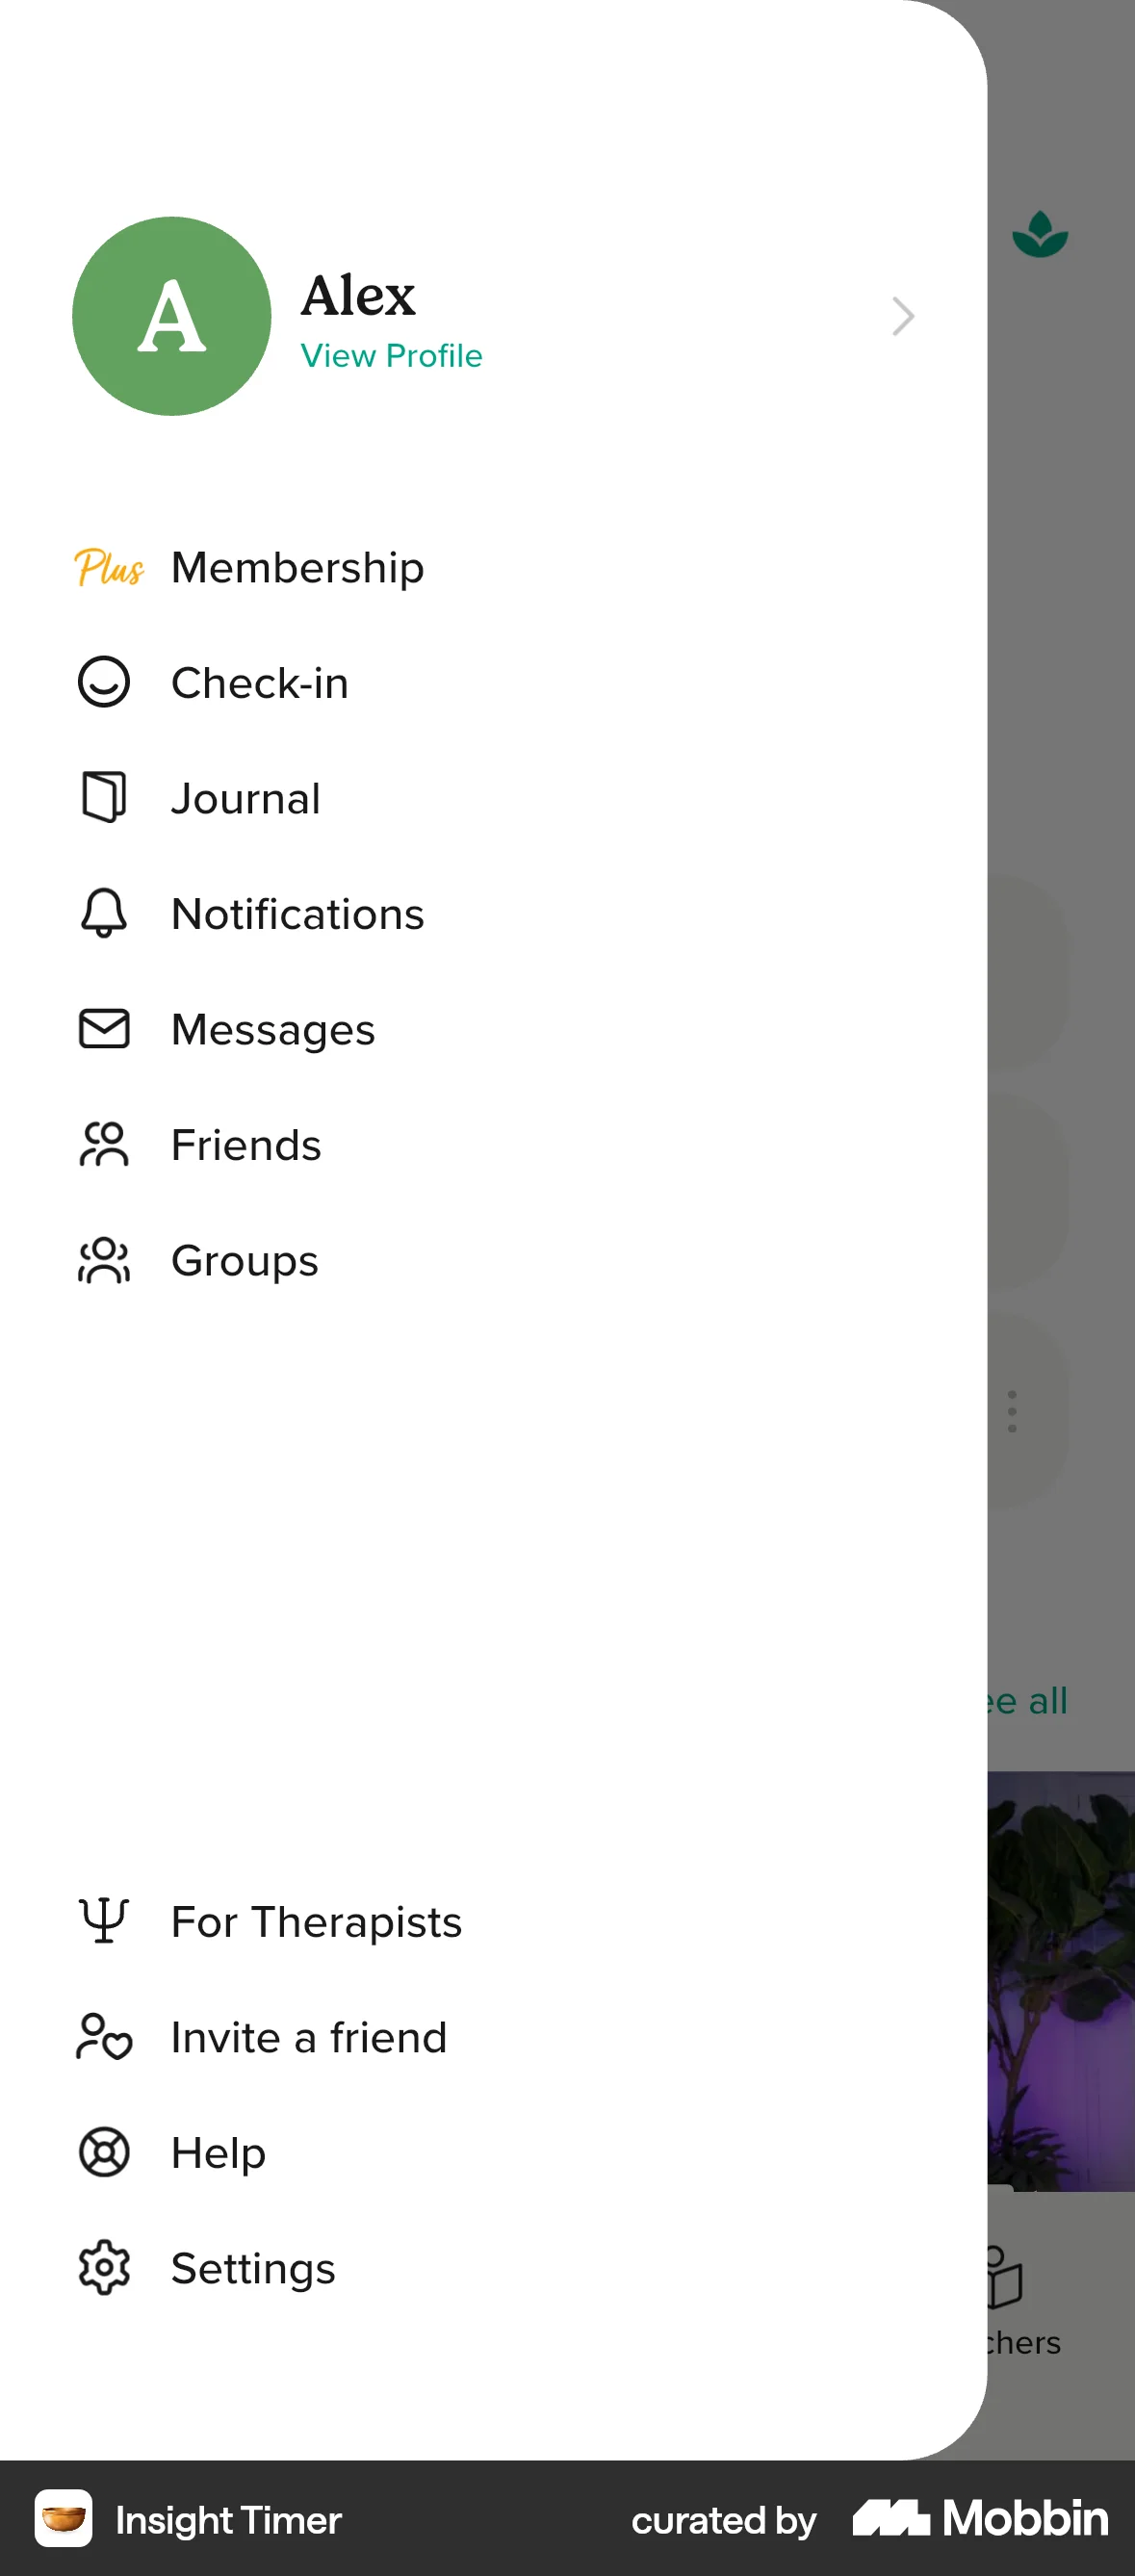 A
Alex
View Profile
Plus Membership
Check-in
Journal
Notifications
Messages
Friends
Groups
ee all
For Therapists
Invite a friend
Help
Settings
chers
Insight Timer
curated by Mobbin